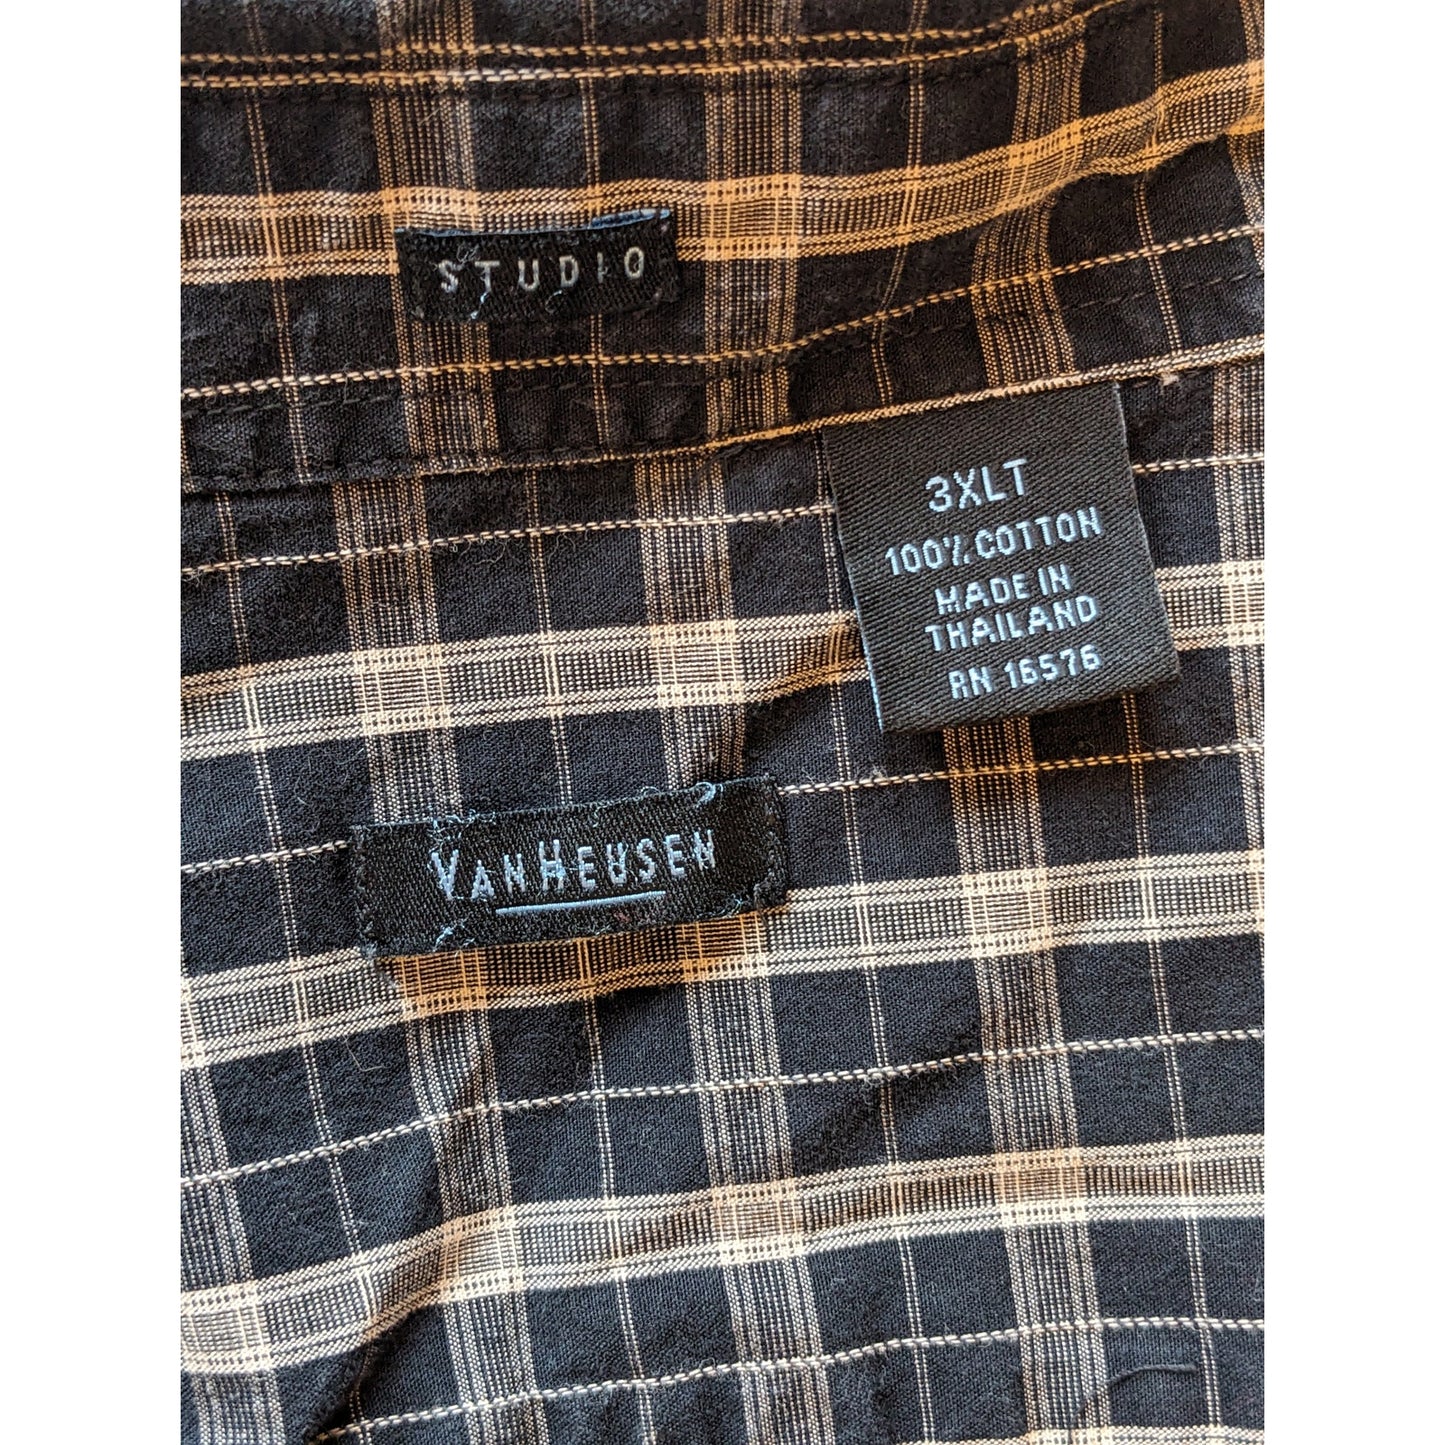 STUDIO
3XLT
100% COTTON
MADE IN
THAILAND
RN 16576
VANHEUSEN